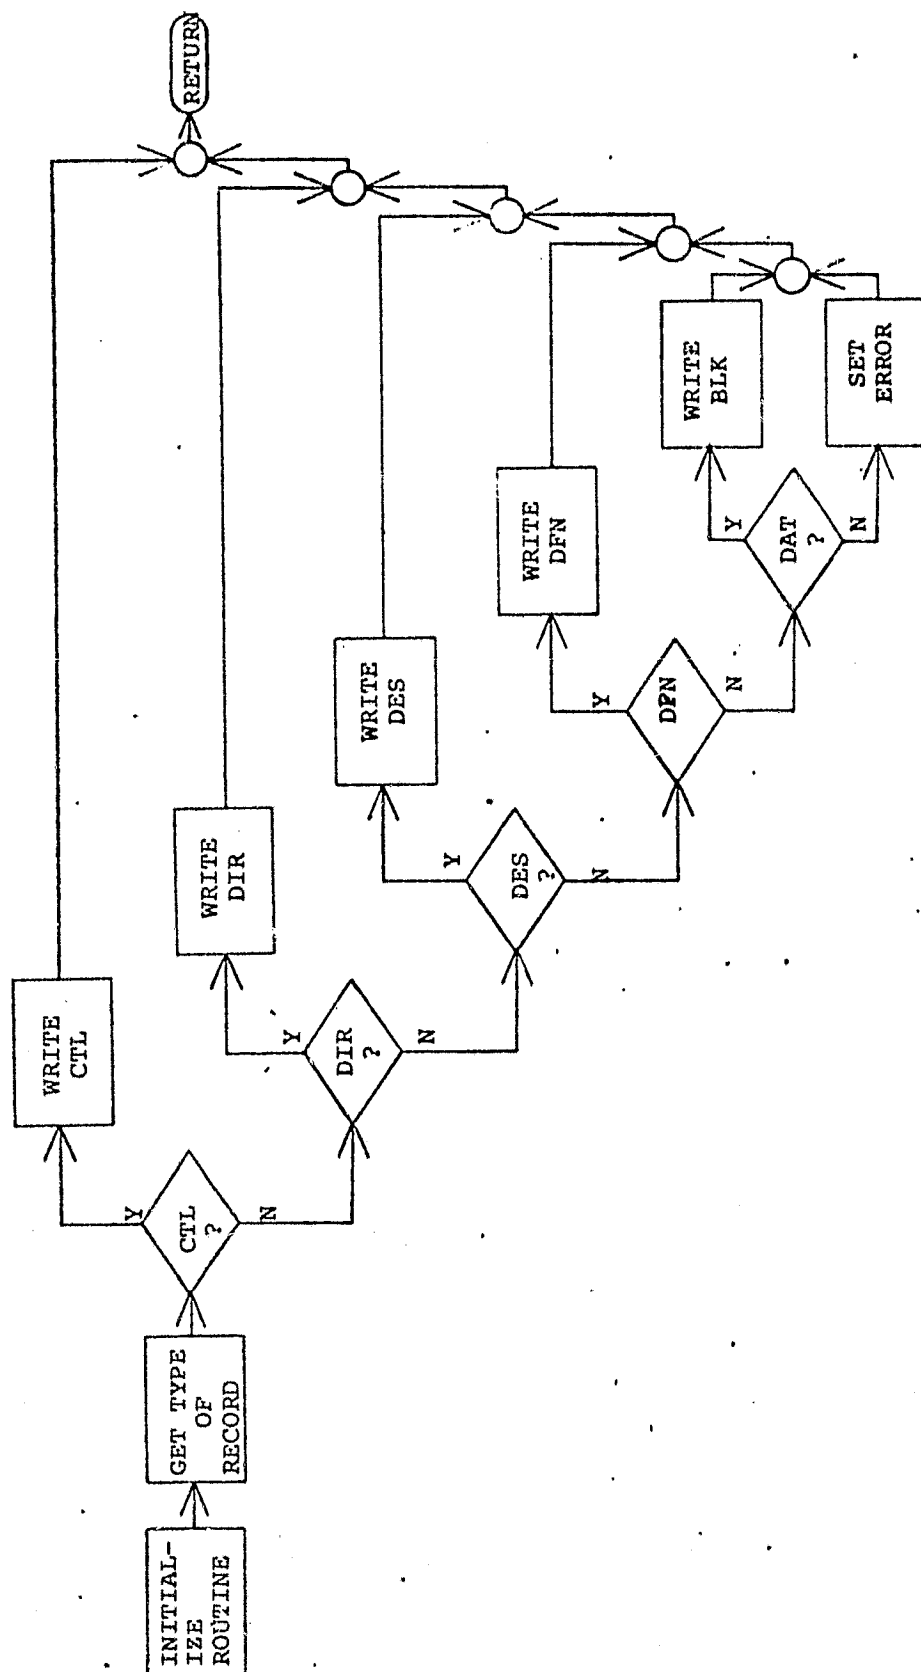 INITIAL-
IZE
ROUTINE
GET TYPE
OF
RECORD
CTL
?
Y
N
WRITE
CTL
DIR
?
Y
N
WRITE
DIR
DES
?
Y
N
WRITE
DES
DFN
Y
N
WRITE
DFN
DAT
?
Y
N
WRITE
BLK
SET
ERROR
RETURN